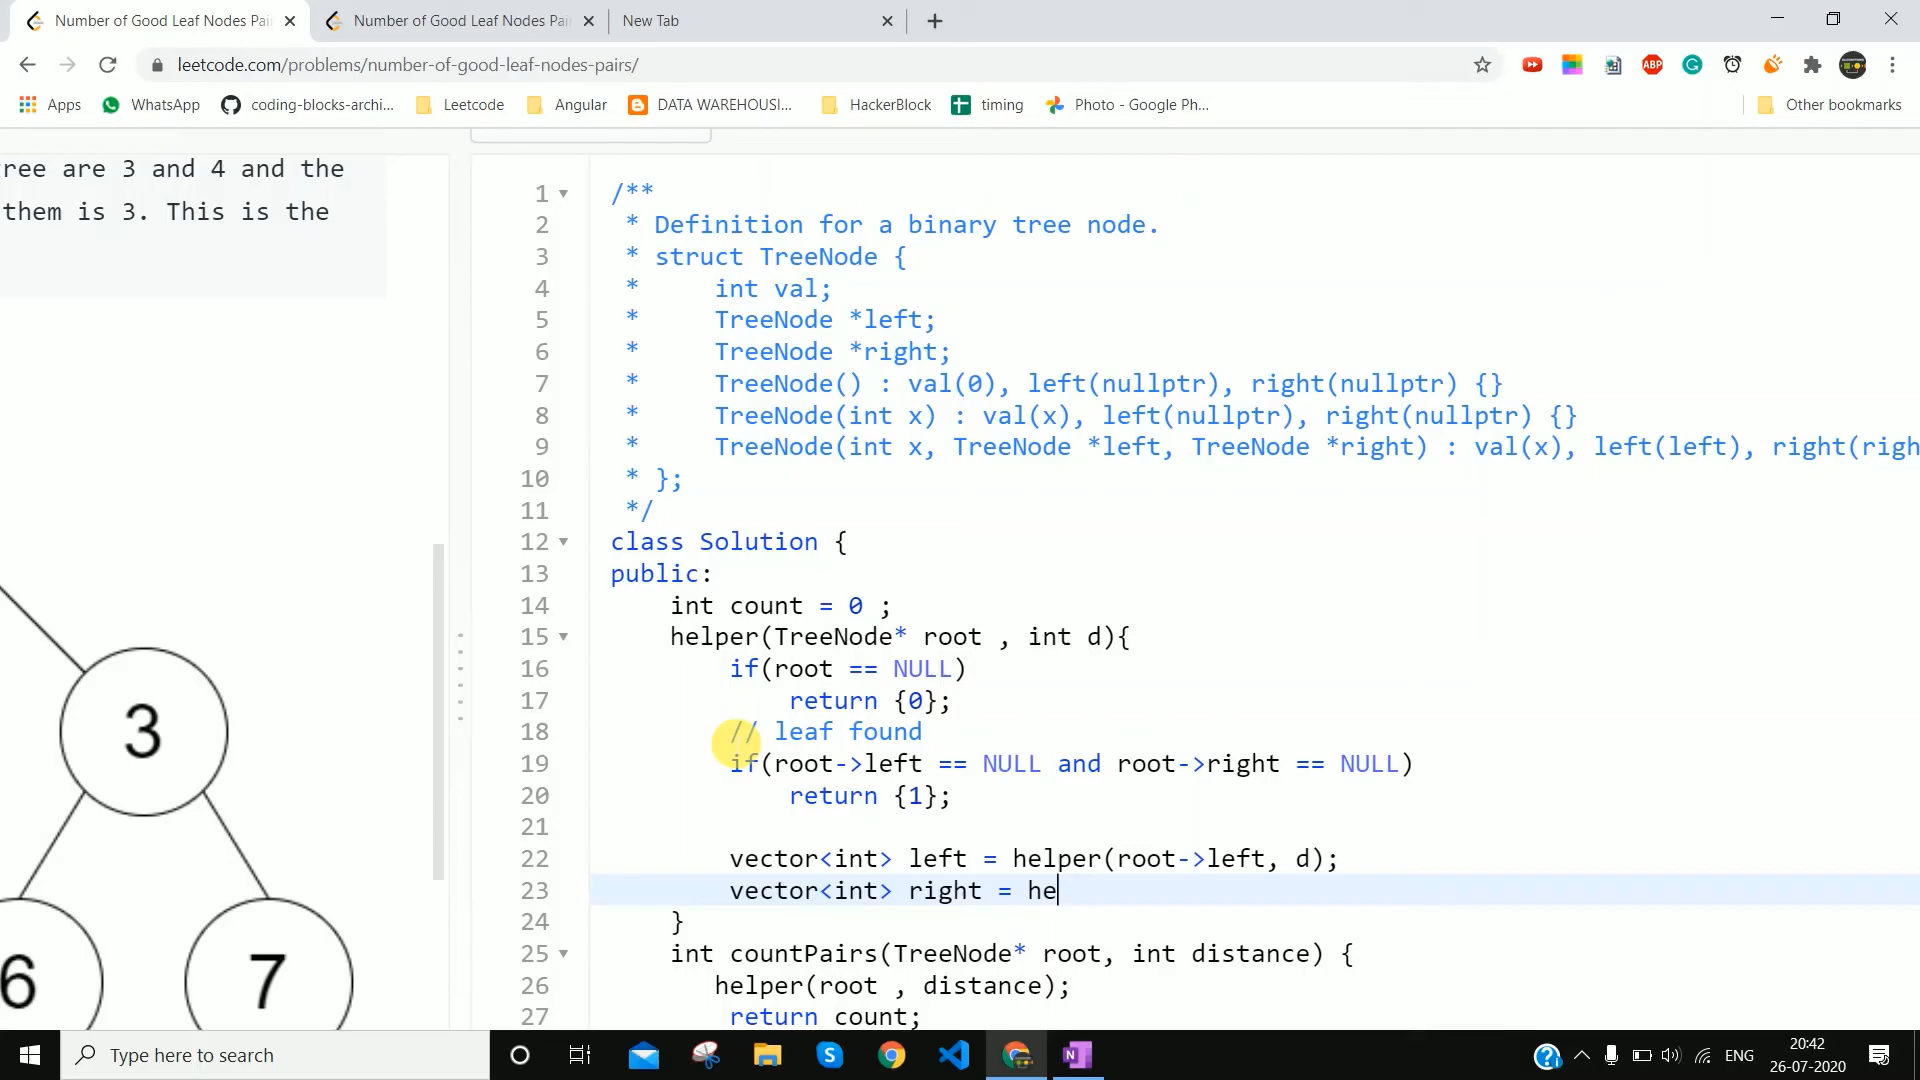 Number of Good Leaf Nodes Pai
Number of Good Leaf Nodes Pai
New Tab
leetcode.com/problems/number-of-good-leaf-nodes-pairs/
Apps
WhatsApp
coding-blocks-archi...
Leetcode
Angular
DATA WAREHOUSI...
HackerBlock
timing
Photo - Google Ph...
Other bookmarks
ABP
tree are 3 and 4 and the
them is 3. This is the
3
6
7
1 /**
2 * Definition for a binary tree node.
3 * struct TreeNode {
4 * int val;
5 * TreeNode *left;
6 * TreeNode *right;
7 * TreeNode() : val(0), left(nullptr), right(nullptr) {}
8 * TreeNode(int x) : val(x), left(nullptr), right(nullptr) {}
9 * TreeNode(int x, TreeNode *left, TreeNode *right) : val(x), left(left), right(righ
10 * };
11 */
12 class Solution {
13 public:
14 int count = 0 ;
15 helper(TreeNode* root , int d){
16 if(root == NULL)
17 return {0};
18 // leaf found
19 if(root->left == NULL and root->right == NULL)
20 return {1};
21
22 vector<int> left = helper(root->left, d);
23 vector<int> right = he
24 }
25 int countPairs(TreeNode* root, int distance) {
26 helper(root , distance);
27 return count;
Type here to search
ENG
20:42
26-07-2020